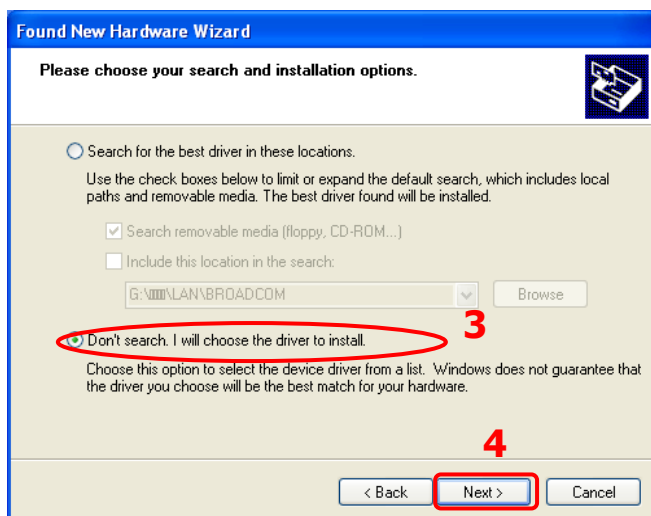 Found New Hardware Wizard
Please choose your search and installation options.
Search for the best driver in these locations.
Use the check boxes below to limit or expand the default search, which includes local
paths and removable media. The best driver found will be installed.
Search removable media (floppy, CD-ROM...)
Include this location in the search:
\LAN\BROADCOM
Browse
3
Don't search. I will choose the driver to install.
Choose this option to select the device driver from a list. Windows does not guarantee that
the driver you choose will be the best match for your hardware.
4
< Back Next > Cancel